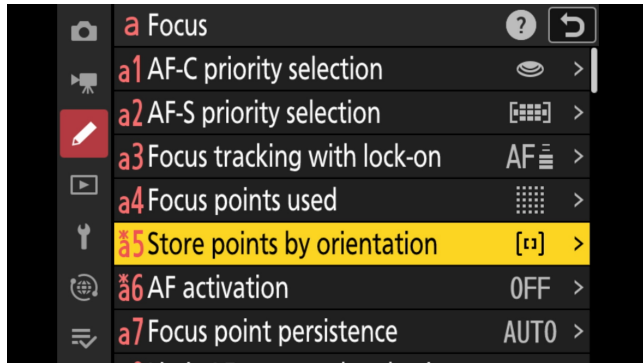 a Focus ?
a1 AF-C priority selection
a2 AF-S priority selection
a3 Focus tracking with lock-on AF
a4 Focus points used
*a5 Store points by orientation
*a6 AF activation OFF
a7 Focus point persistence AUTO